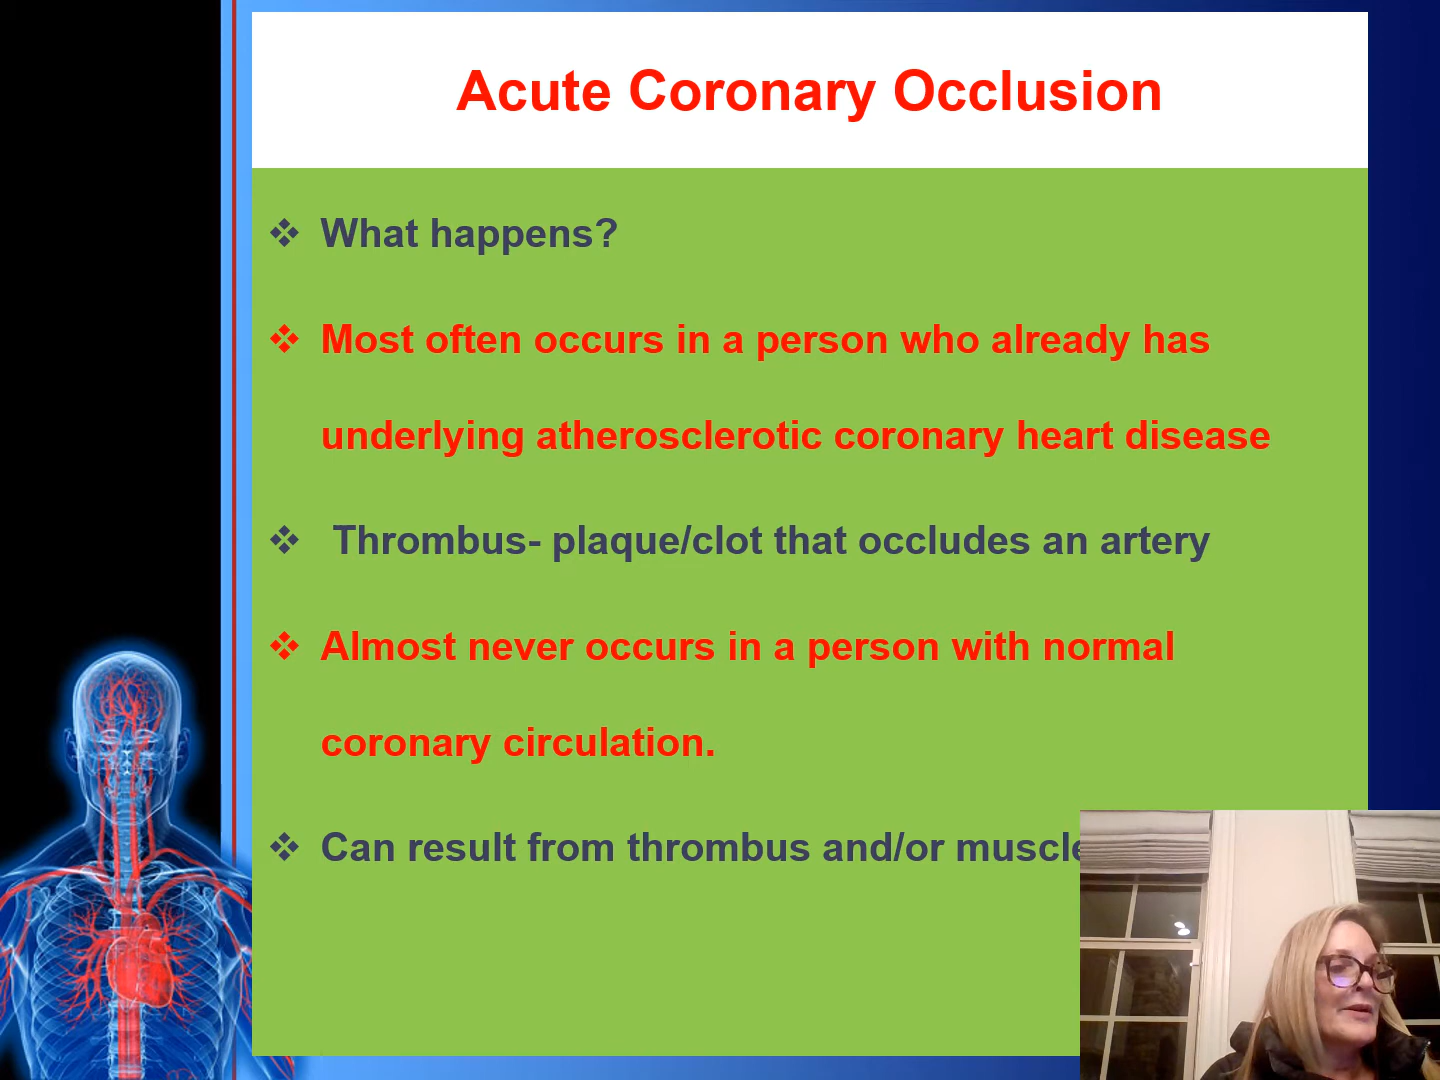 Acute Coronary Occlusion
❖ What happens?
❖ Most often occurs in a person who already has
underlying atherosclerotic coronary heart disease
❖ Thrombus- plaque/clot that occludes an artery
❖ Almost never occurs in a person with normal
coronary circulation.
❖ Can result from thrombus and/or muscle